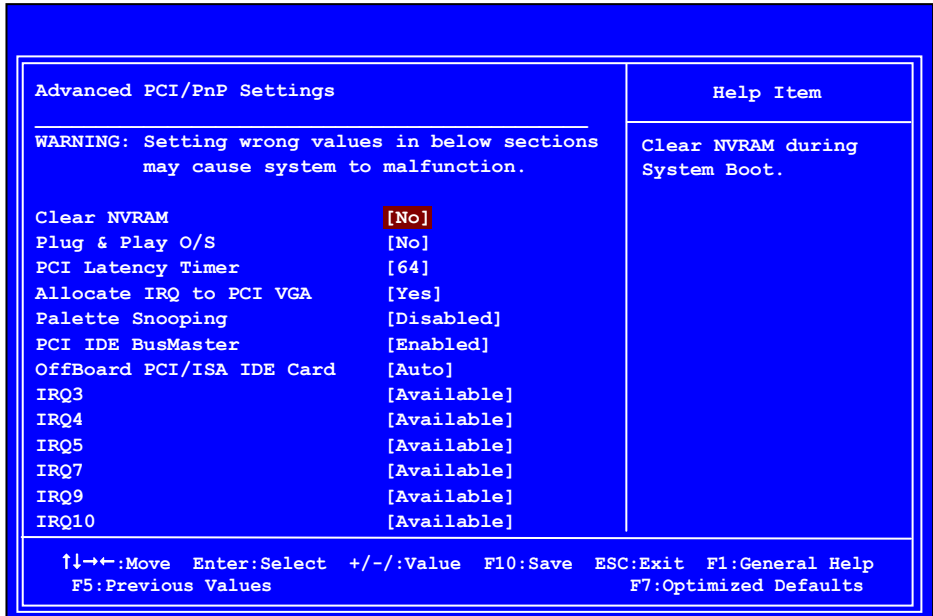 Advanced PCI/PnP Settings
Help Item
WARNING: Setting wrong values in below sections
may cause system to malfunction.
Clear NVRAM during
System Boot.
Clear NVRAM [No]
Plug & Play O/S [No]
PCI Latency Timer [64]
Allocate IRQ to PCI VGA [Yes]
Palette Snooping [Disabled]
PCI IDE BusMaster [Enabled]
OffBoard PCI/ISA IDE Card [Auto]
IRQ3 [Available]
IRQ4 [Available]
IRQ5 [Available]
IRQ7 [Available]
IRQ9 [Available]
IRQ10 [Available]
↑↓→←:Move Enter:Select +/-/:Value F10:Save ESC:Exit F1:General Help
F5:Previous Values F7:Optimized Defaults